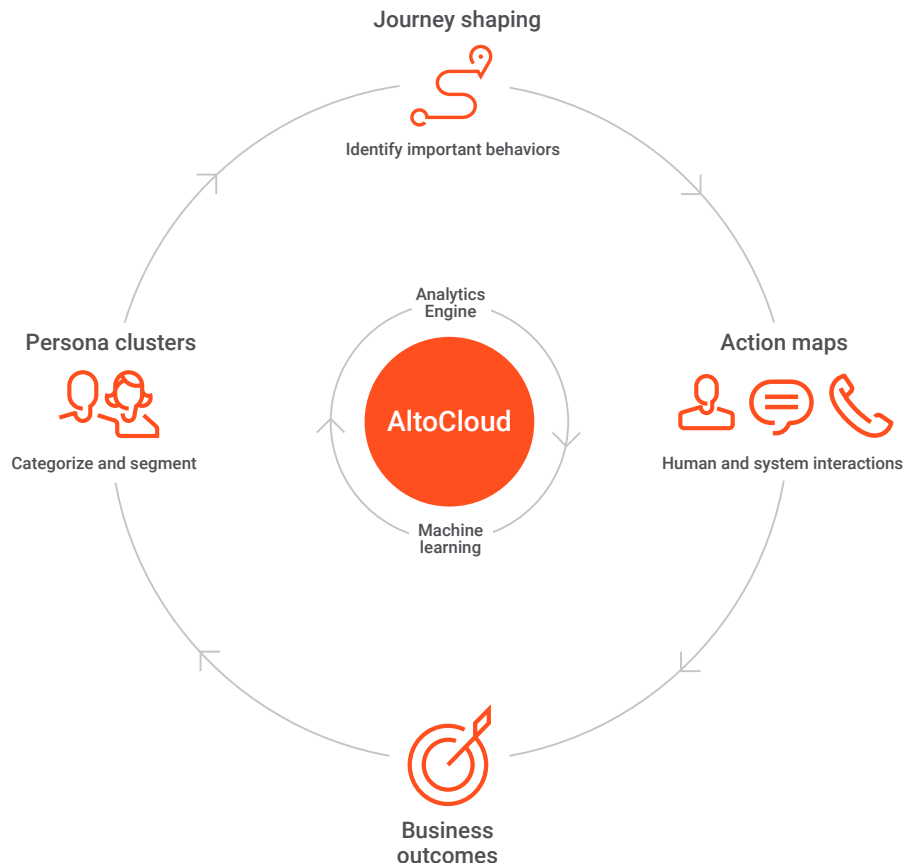 Journey shaping
Identify important behaviors
Analytics
Engine
Persona clusters
Action maps
AltoCloud
Categorize and segment
Human and system interactions
Machine
learning
Business
outcomes